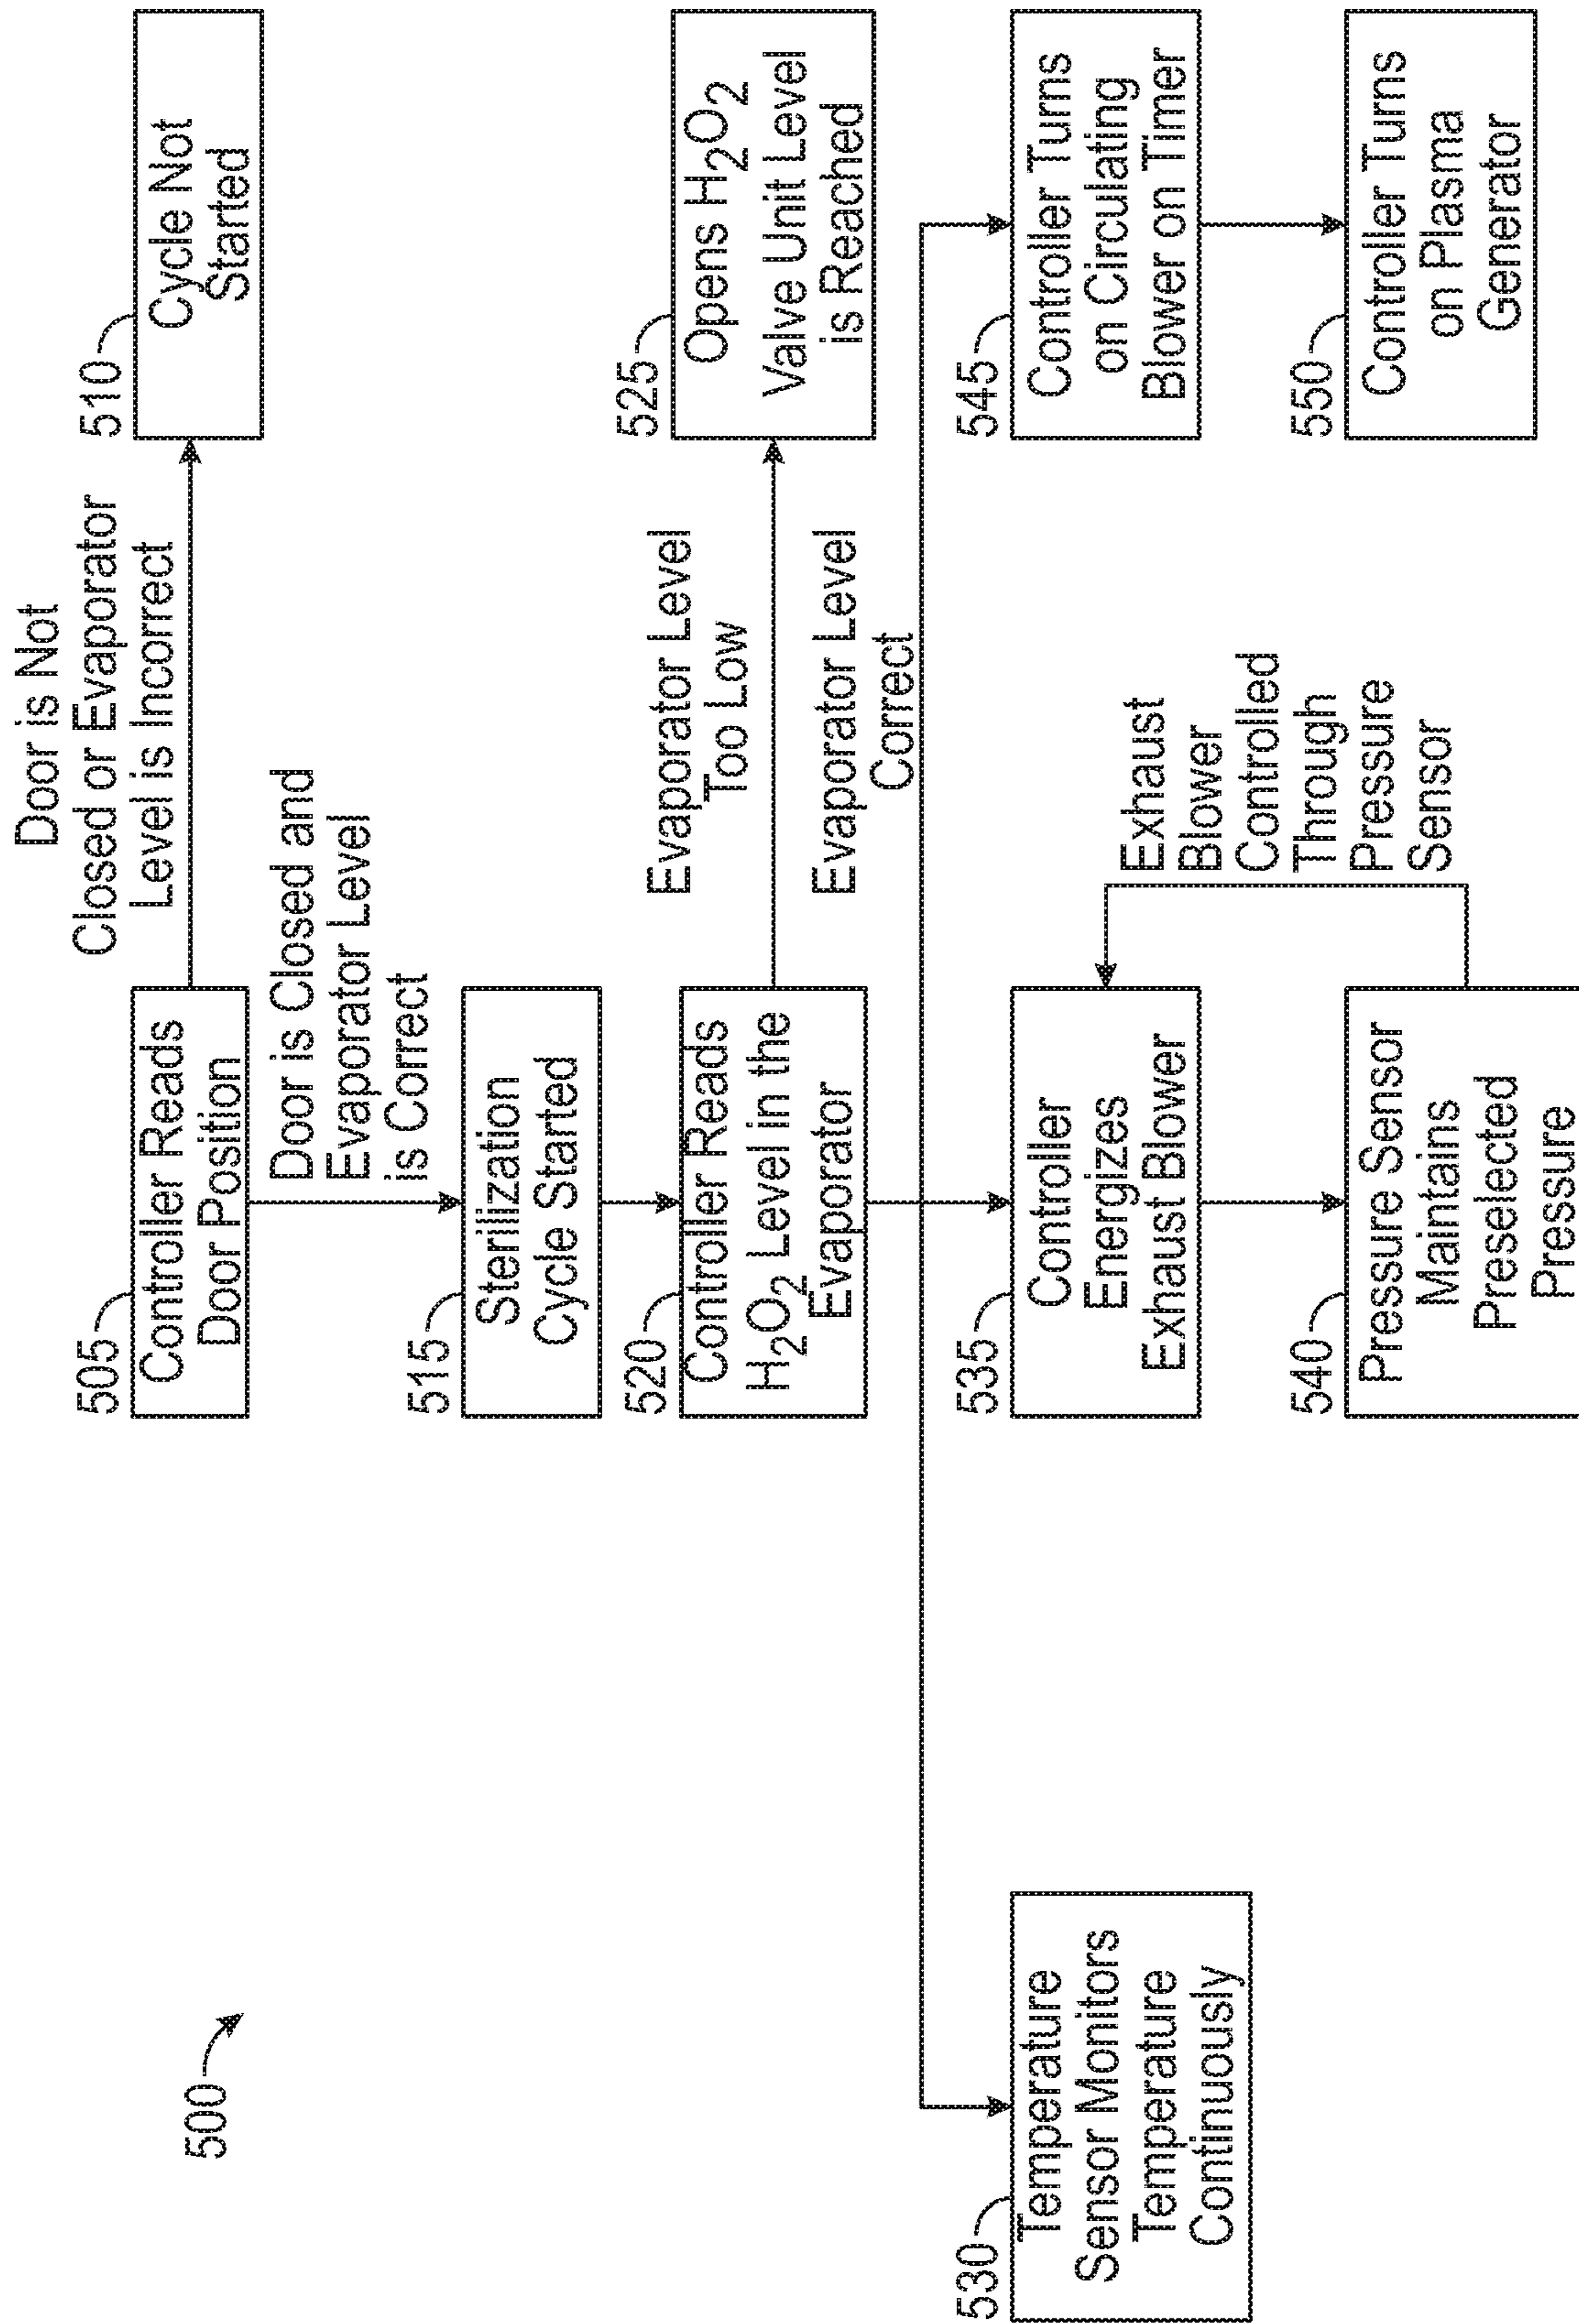 500
505
Controller Reads
Door Position
Door is Not
Closed or Evaporator
Level is Incorrect
510
Cycle Not
Started
Door is Closed and
Evaporator Level
is Correct
515
Sterilization
Cycle Started
520
Controller Reads
H₂O₂ Level in the
Evaporator
Evaporator Level
Too Low
525
Opens H₂O₂
Valve Unit Level
is Reached
Evaporator Level
Correct
530
Temperature
Sensor Monitors
Temperature
Continuously
535
Controller
Energizes
Exhaust Blower
Exhaust
Blower
Controlled
Through
Pressure
Sensor
540
Pressure Sensor
Maintains
Preselected
Pressure
545
Controller Turns
on Circulating
Blower on Timer
550
Controller Turns
on Plasma
Generator